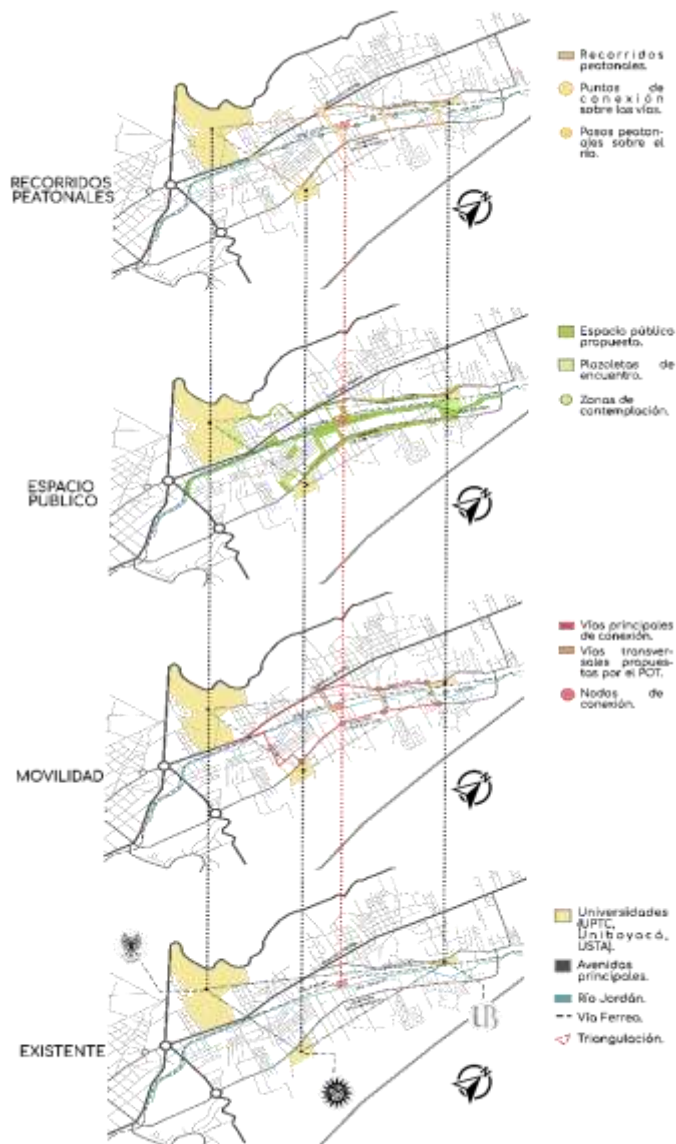 Recorridos
peatonales.
Puntos de
conexión
sobre las vías.
Pasos peaton-
ales sobre el
río.
RECORRIDOS
PEATONALES
Espacio público
propuesto.
Plazoletas de
encuentro.
Zonas de
contemplación.
ESPACIO
PUBLICO
Vías principales
de conexión.
Vías transver-
sales propues-
tas por el POT.
Nodos de
conexión.
MOVILIDAD
Universidades
(UPTC,
Uniboyacá,
USTA).
Avenidas
principales.
Río Jordán.
Vía Ferrea.
Triangulación.
UB
EXISTENTE